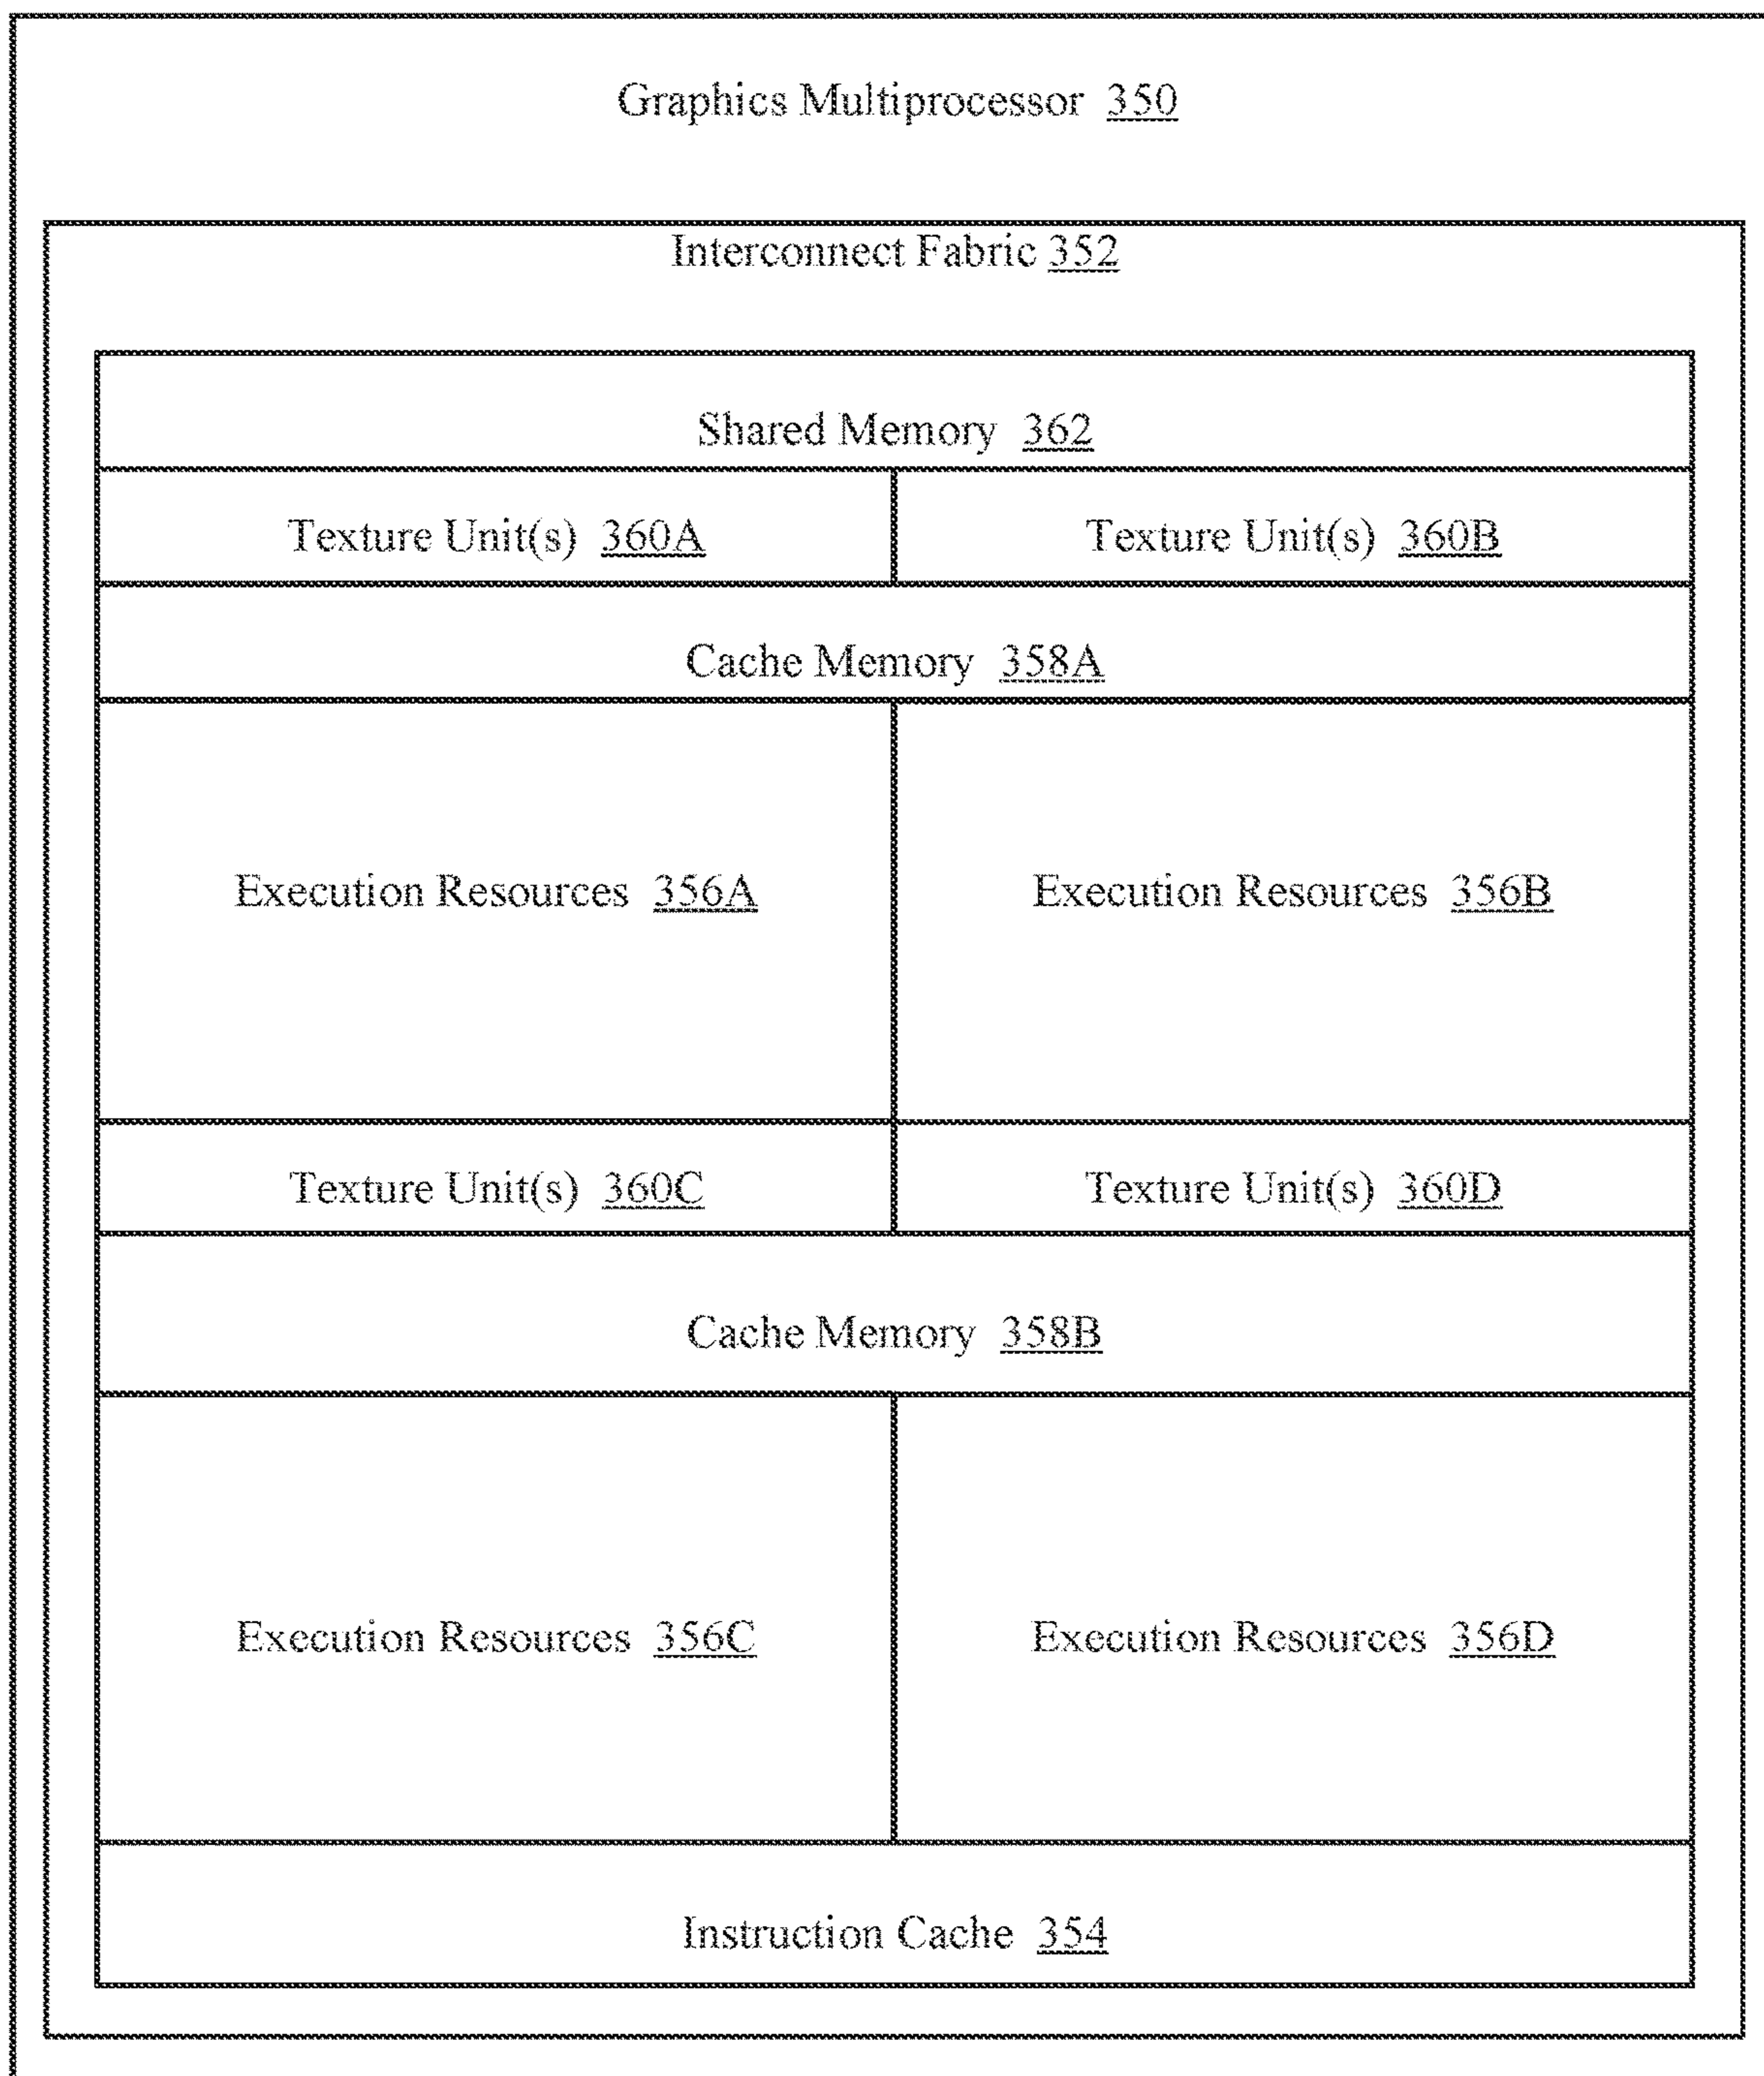 Graphics Multiprocessor 350
Interconnect Fabric 352
Shared Memory 362
Texture Unit(s) 360A
Texture Unit(s) 360B
Cache Memory 358A
Execution Resources 356A
Execution Resources 356B
Texture Unit(s) 360C
Texture Unit(s) 360D
Cache Memory 358B
Execution Resources 356C
Execution Resources 356D
Instruction Cache 354